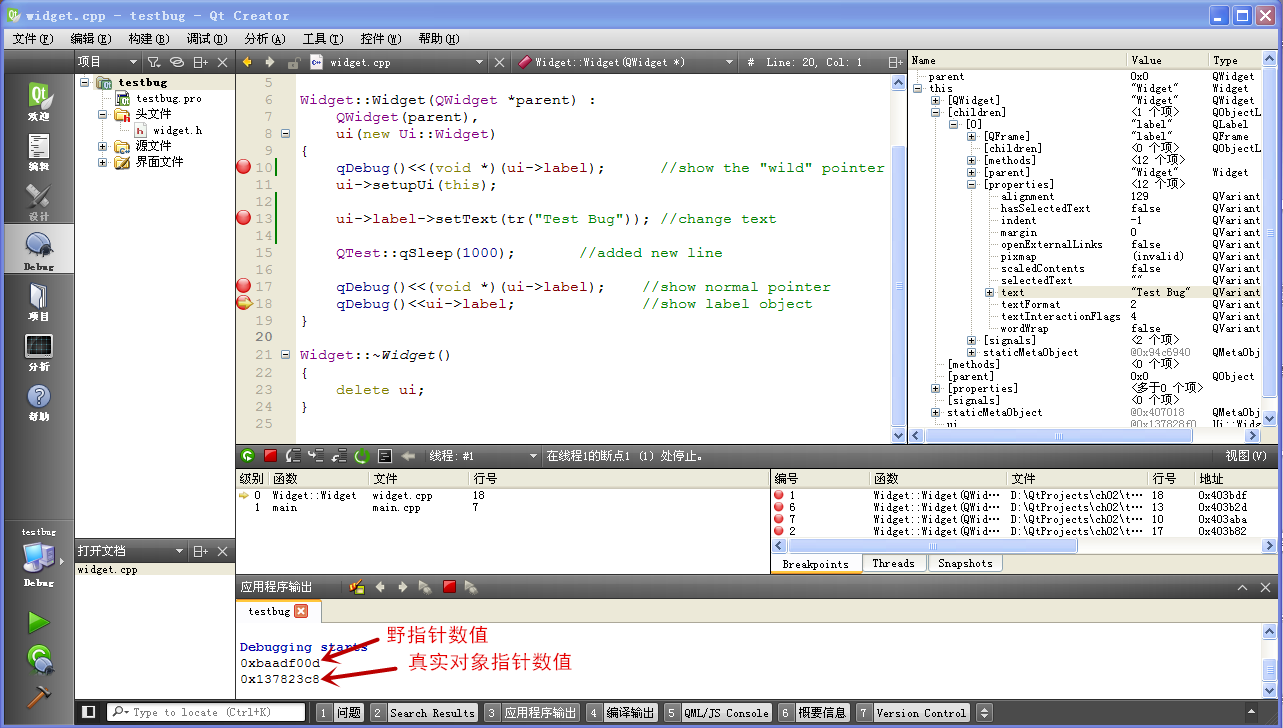 widget.cpp - testbug - Qt Creator
文件(F) 编辑(E) 构建(B) 调试(D) 分析(A) 工具(T) 控件(W) 帮助(H)
项目
widget.cpp
Widget::Widget(QWidget *)
# Line: 20, Col: 1
欢迎
编辑
设计
Debug
项目
分析
帮助
testbug
Debug
testbug
testbug.pro
头文件
widget.h
源文件
界面文件
打开文档
widget.cpp
5
6 Widget::Widget(QWidget *parent) :
7 QWidget(parent),
8 ui(new Ui::Widget)
9 {
10 qDebug()<<(void *)(ui->label); //show the "wild" pointer
11 ui->setupUi(this);
12
13 ui->label->setText(tr("Test Bug")); //change text
14
15 QTest::qSleep(1000); //added new line
16
17 qDebug()<<(void *)(ui->label); //show normal pointer
18 qDebug()<<ui->label; //show label object
19 }
20
21 Widget::~Widget()
22 {
23 delete ui;
24 }
25
Name Value Type
parent 0x0 QWidget
this "Widget" Widget
[QWidget] "Widget" QWidget
[children] <1 个项> QObjectL
[0] "label" QLabel
[QFrame] "label" QFrame
[children] <0 个项> QObjectL
[methods] <12 个项>
[parent] "Widget" Widget
[properties] <12 个项>
alignment 129 QVariant
hasSelectedText false QVariant
indent -1 QVariant
margin 0 QVariant
openExternalLinks false QVariant
pixmap (invalid) QVariant
scaledContents false QVariant
selectedText "" QVariant
text "Test Bug" QVariant
textFormat 2 QVariant
textInteractionFlags 4 QVariant
wordWrap false QVariant
[signals] <2 个项>
staticMetaObject @0x94c6940 QMetaObj
[methods] <0 个项>
[parent] 0x0 QObject
[properties] <多于0 个项>
[signals] <0 个项>
staticMetaObject @0x407018 QMetaObj
ui @0x137828f0 Ui::Widg
线程: #1 在线程1的断点1 (1) 处停止。 视图(V)
级别 函数 文件 行号
0 Widget::Widget widget.cpp 18
1 main main.cpp 7
编号 函数 文件 行号 地址
1 Widget::Widget(QWid··· D:\QtProjects\ch02\t··· 18 0x403bdf
6 Widget::Widget(QWid··· D:\QtProjects\ch02\t··· 13 0x403b2d
7 Widget::Widget(QWid··· D:\QtProjects\ch02\t··· 10 0x403aba
2 Widget::Widget(QWid··· D:\QtProjects\ch02\t··· 17 0x403b82
Breakpoints Threads Snapshots
应用程序输出
testbug
Debugging starts
0xbaadf00d
0x137823c8
野指针数值
真实对象指针数值
Type to locate (Ctrl+K)
1 问题 2 Search Results 3 应用程序输出 4 编译输出 5 QML/JS Console 6 概要信息 7 Version Control